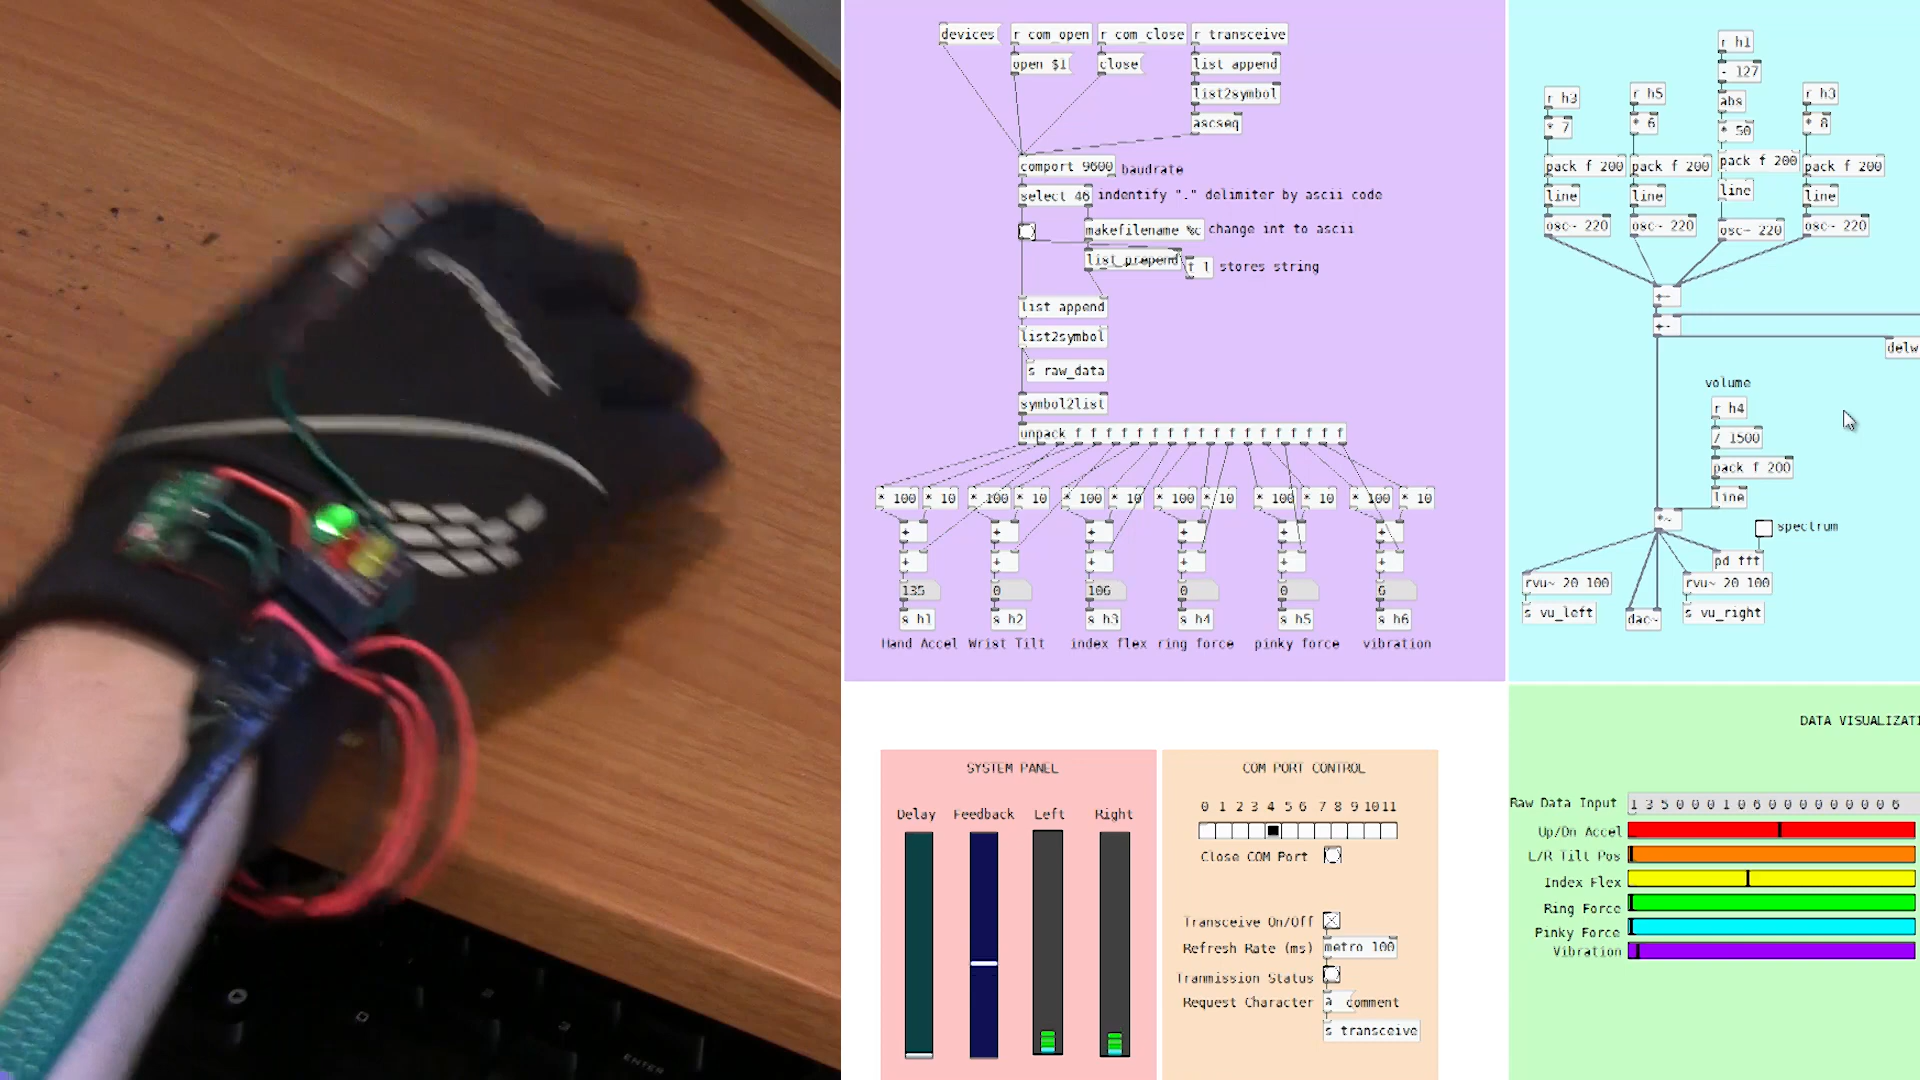 devices
r com_open
r com_close
r transceive
open $1
close
list append
list2symbol
ascseq
comport 9600
baudrate
select 46
indentify "." delimiter by ascii code
makefilename %c
change int to ascii
list prepend
f 1
stores string
list append
list2symbol
s raw_data
symbol2list
unpack f f f f f f f f f f f f f f f f f f
* 100
* 10
* 100
* 10
* 100
* 10
* 100
* 10
* 100
* 10
* 100
* 10
+
+
+
+
+
+
+
+
+
+
+
+
135
0
106
0
0
6
s h1
s h2
s h3
s h4
s h5
s h6
Hand Accel
Wrist Tilt
index flex
ring force
pinky force
vibration
r h1
- 127
abs
* 50
pack f 200
line
osc~ 220
r h3
* 7
pack f 200
line
osc~ 220
r h5
* 6
pack f 200
line
osc~ 220
r h3
* 8
pack f 200
line
osc~ 220
delw
volume
r h4
/ 1500
pack f 200
line
*~
spectrum
pd fft
rvu~ 20 100
rvu~ 20 100
s vu_left
dac~
s vu_right
SYSTEM PANEL
Delay
Feedback
Left
Right
COM PORT CONTROL
0 1 2 3 4 5 6 7 8 9 10 11
Close COM Port
Transceive On/Off
Refresh Rate (ms)
metro 100
Tranmission Status
Request Character
a
comment
s transceive
DATA VISUALIZATI
Raw Data Input
1 3 5 0 0 0 1 0 6 0 0 0 0 0 0 0 0 6
Up/Dn Accel
L/R Tilt Pos
Index Flex
Ring Force
Pinky Force
Vibration
ENTER